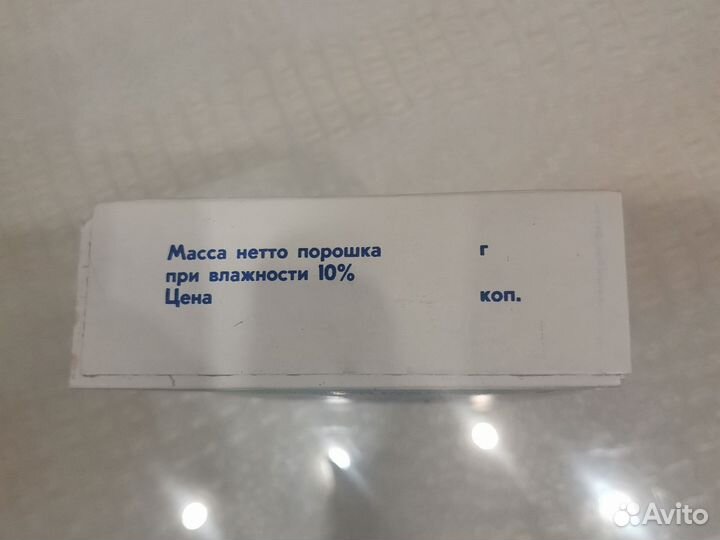 Масса нетто порошка г
при влажности 10%
Цена коп.
Avito